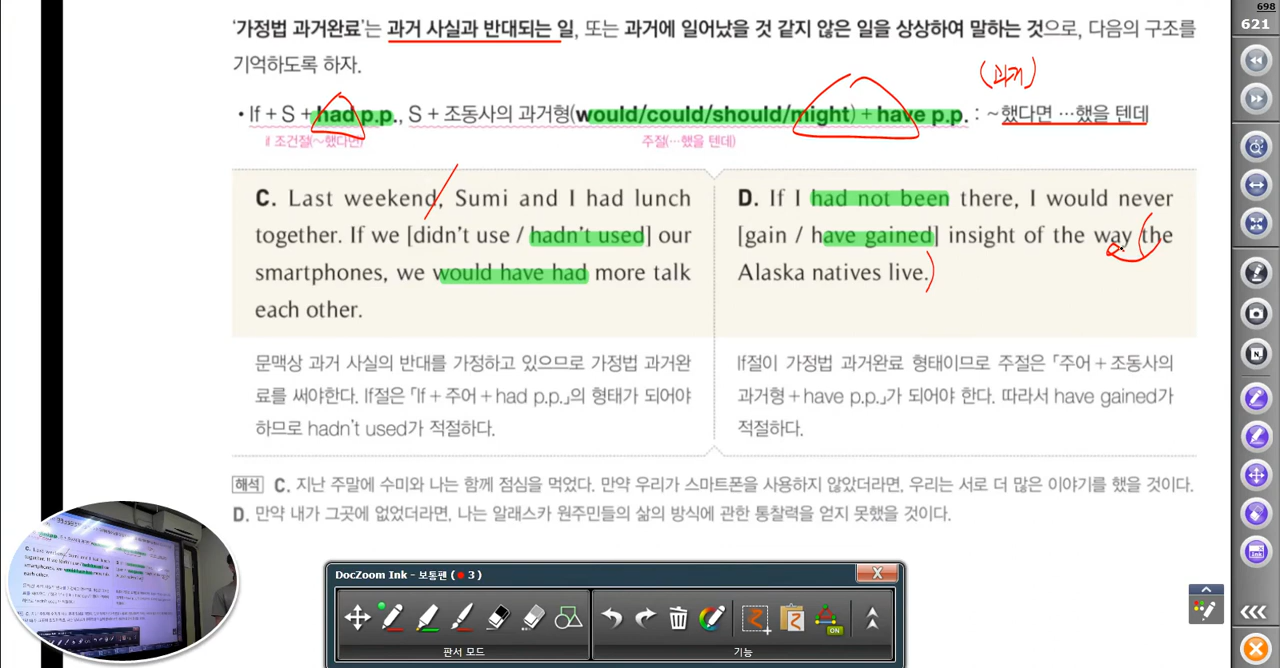 698
621
'가정법 과거완료'는 과거 사실과 반대되는 일, 또는 과거에 일어났을 것 같지 않은 일을 상상하여 말하는 것으로, 다음의 구조를
기억하도록 하자.
(과거)
• If + S + had p.p., S + 조동사의 과거형(would/could/should/might) + have p.p. : ~했다면 …했을 텐데
if 조건절(~했다면) 주절(…했을 텐데)
C. Last weekend, Sumi and I had lunch
together. If we [didn't use / hadn't used] our
smartphones, we would have had more talk
each other.
D. If I had not been there, I would never
[gain / have gained] insight of the way the
Alaska natives live.
문맥상 과거 사실의 반대를 가정하고 있으므로 가정법 과거완
료를 써야한다. If절은 「If + 주어 + had p.p.」의 형태가 되어야
하므로 hadn't used가 적절하다.
If절이 가정법 과거완료 형태이므로 주절은 「주어 + 조동사의
과거형 + have p.p.」가 되어야 한다. 따라서 have gained가
적절하다.
해석 C. 지난 주말에 수미와 나는 함께 점심을 먹었다. 만약 우리가 스마트폰을 사용하지 않았더라면, 우리는 서로 더 많은 이야기를 했을 것이다.
D. 만약 내가 그곳에 없었더라면, 나는 알래스카 원주민들의 삶의 방식에 관한 통찰력을 얻지 못했을 것이다.
DocZoom Ink - 보통펜 ( 3 )
X
ON
판서 모드 기능
N
Ink